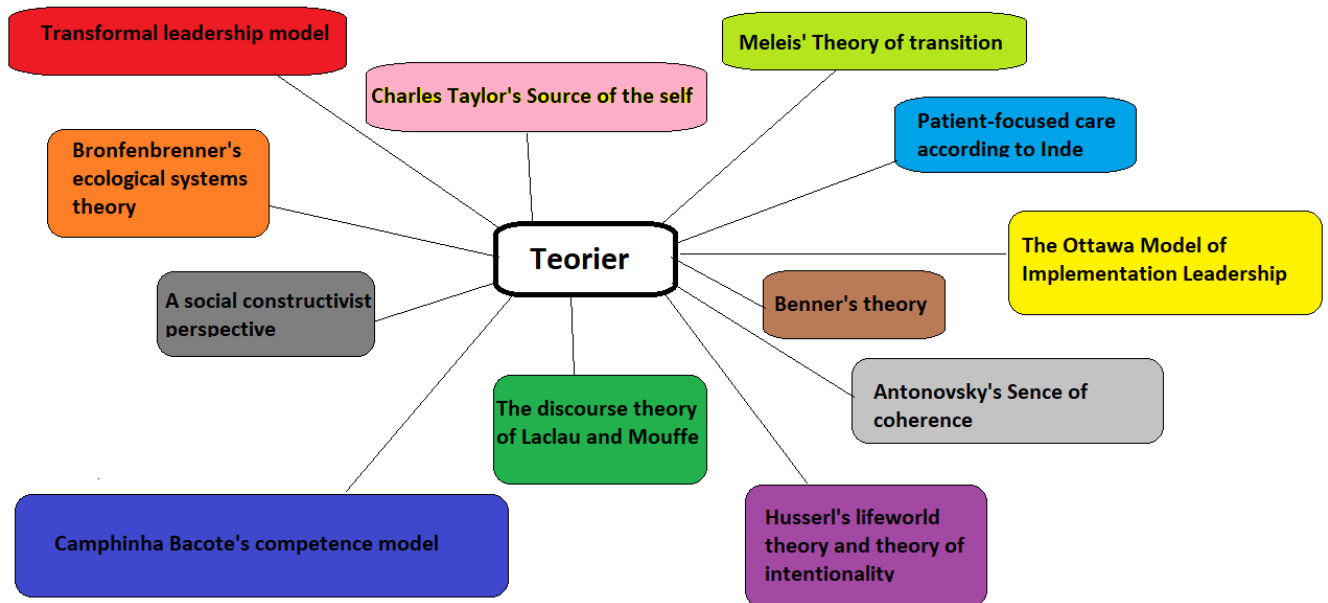 Transformal leadership model
Meleis' Theory of transition
Charles Taylor's Source of the self
Patient-focused care
according to Inde
Bronfenbrenner's
ecological systems
theory
Teorier
The Ottawa Model of
Implementation Leadership
A social constructivist
perspective
Benner's theory
Antonovsky's Sence of
coherence
The discourse theory
of Laclau and Mouffe
Camphinha Bacote's competence model
Husserl's lifeworld
theory and theory of
intentionality